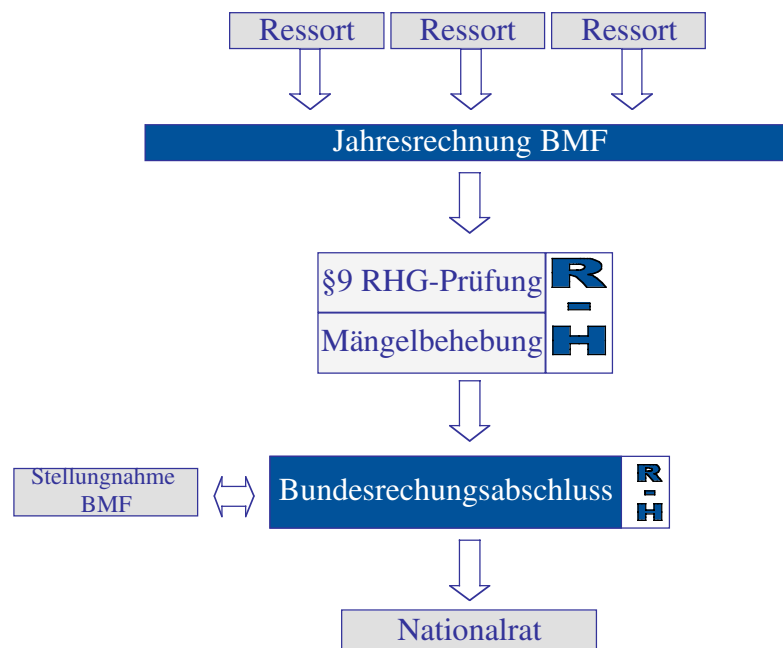 Ressort Ressort Ressort
Jahresrechnung BMF
§9 RHG-Prüfung
Mängelbehebung
R
-
H
Stellungnahme
BMF
Bundesrechungsabschluss
R
-
H
Nationalrat